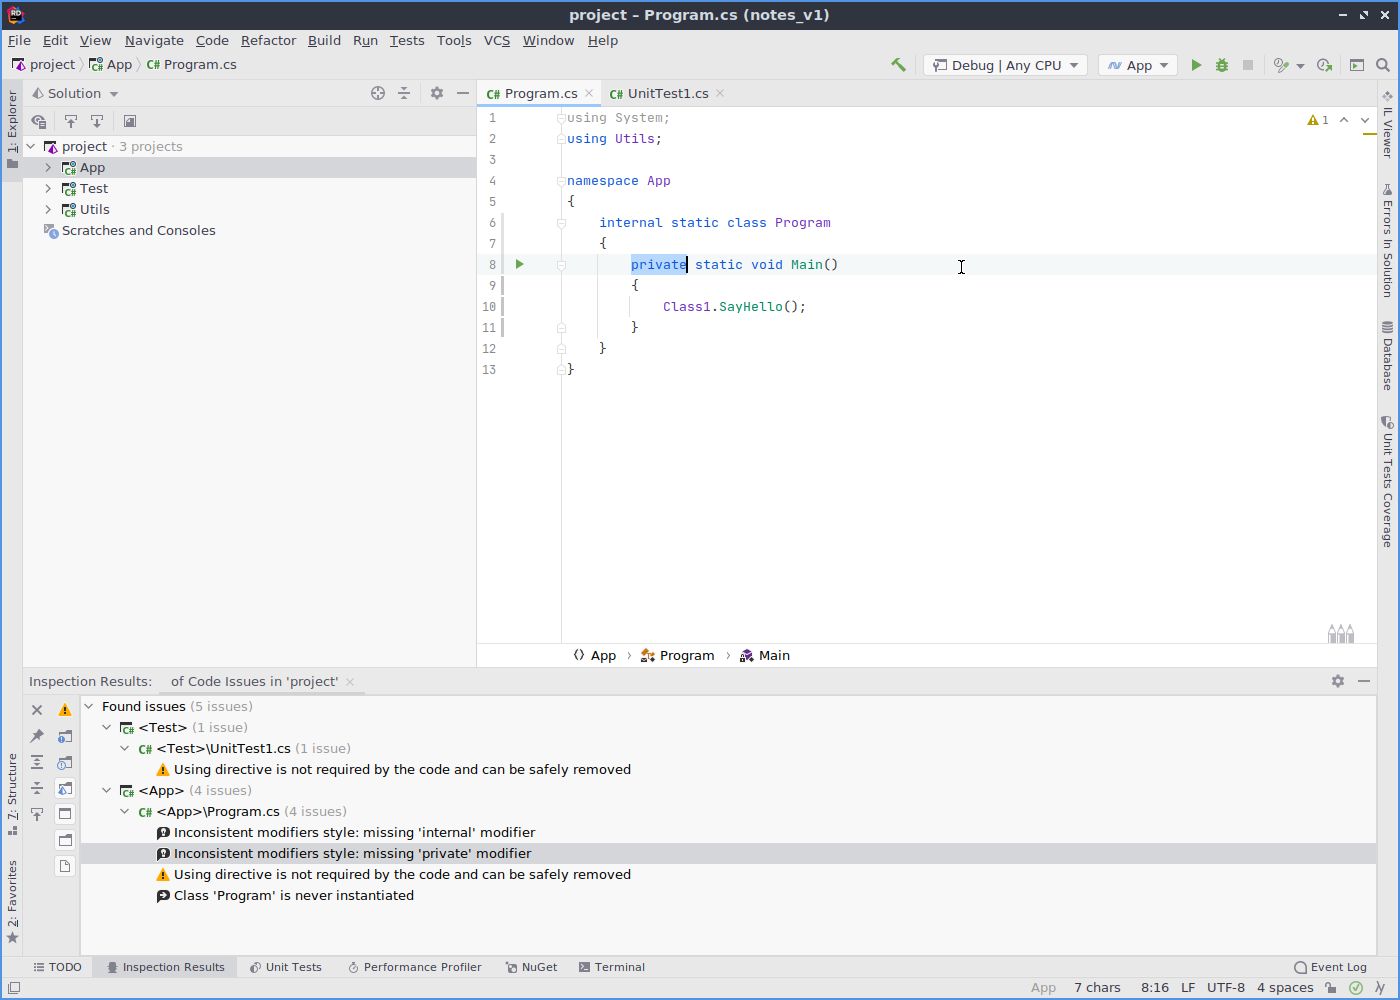 project – Program.cs (notes_v1)
File Edit View Navigate Code Refactor Build Run Tests Tools VCS Window Help
project App C# Program.cs
Debug | Any CPU
App
1: Explorer
Solution
project · 3 projects
App
Test
Utils
Scratches and Consoles
C# Program.cs
C# UnitTest1.cs
1 using System;
2 using Utils;
3
4 namespace App
5 {
6 internal static class Program
7 {
8 private static void Main()
9 {
10 Class1.SayHello();
11 }
12 }
13 }
1
App › Program › Main
IL Viewer
Errors In Solution
Database
Unit Tests Coverage
Inspection Results: of Code Issues in 'project'
Found issues (5 issues)
<Test> (1 issue)
C# <Test>\UnitTest1.cs (1 issue)
Using directive is not required by the code and can be safely removed
<App> (4 issues)
C# <App>\Program.cs (4 issues)
Inconsistent modifiers style: missing 'internal' modifier
Inconsistent modifiers style: missing 'private' modifier
Using directive is not required by the code and can be safely removed
Class 'Program' is never instantiated
7: Structure
2: Favorites
TODO Inspection Results Unit Tests Performance Profiler NuGet Terminal Event Log
App 7 chars 8:16 LF UTF-8 4 spaces